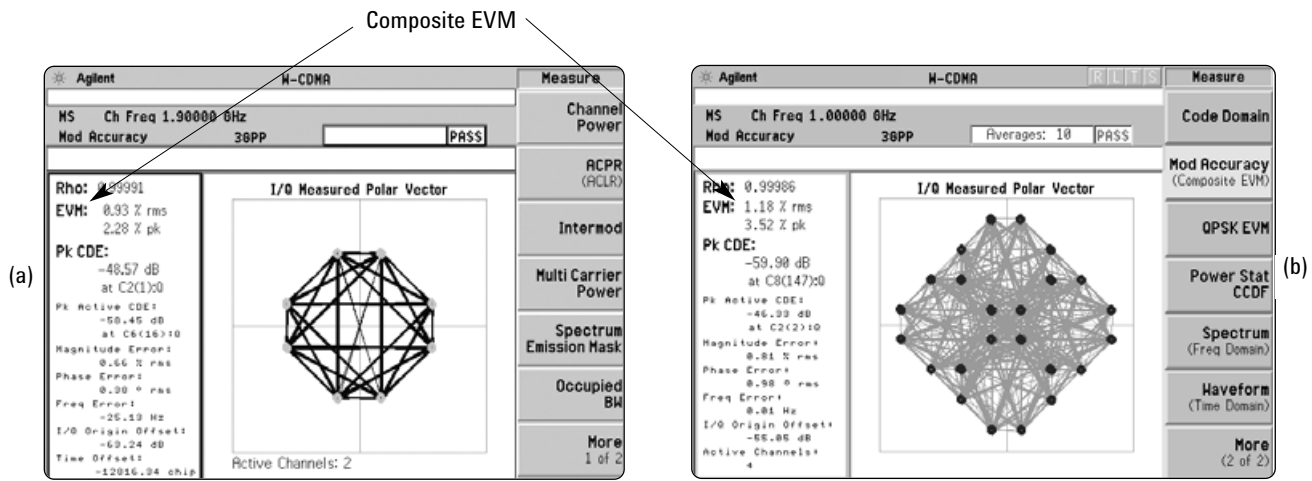 Composite EVM
(a)
Agilent W-CDMA Measure
MS Ch Freq 1.90000 GHz
Mod Accuracy 3GPP PASS
Rho: 0.99991
EVM: 0.93 % rms
2.28 % pk
Pk CDE:
-48.57 dB
at C2(1):Q
Pk Active CDE:
-58.45 dB
at C6(16):Q
Magnitude Error:
0.66 % rms
Phase Error:
0.38 ° rms
Freq Error:
-25.13 Hz
I/Q Origin Offset:
-69.24 dB
Time Offset:
-12816.34 chip
I/Q Measured Polar Vector
Active Channels: 2
Channel
Power
ACPR
(ACLR)
Intermod
Multi Carrier
Power
Spectrum
Emission Mask
Occupied
BW
More
1 of 2
Agilent W-CDMA R L T S Measure
MS Ch Freq 1.00000 GHz
Mod Accuracy 3GPP Averages: 10 PASS
Rho: 0.99986
EVM: 1.18 % rms
3.52 % pk
Pk CDE:
-59.90 dB
at C8(147):Q
Pk Active CDE:
at C2(2):Q
Magnitude Error:
0.81 % rms
Phase Error:
0.98 ° rms
Freq Error:
0.01 Hz
I/Q Origin Offset:
-55.05 dB
Active Channels:
4
I/Q Measured Polar Vector
Code Domain
Mod Accuracy
(Composite EVM)
QPSK EVM
Power Stat
CCDF
Spectrum
(Freq Domain)
Waveform
(Time Domain)
More
(2 of 2)
(b)